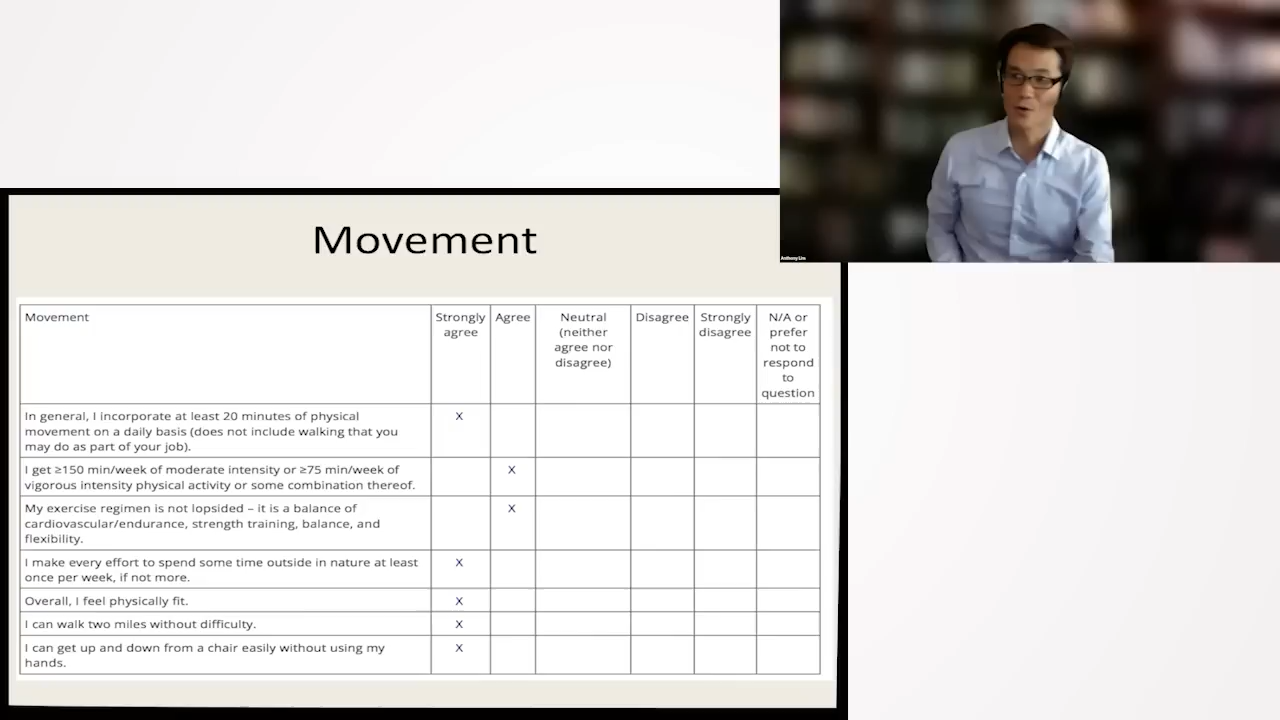 Anthony Lim
Movement
Movement
Strongly
agree
Agree
Neutral
(neither
agree nor
disagree)
Disagree
Strongly
disagree
N/A or
prefer
not to
respond
to
question
In general, I incorporate at least 20 minutes of physical
movement on a daily basis (does not include walking that you
may do as part of your job).
X
I get ≥150 min/week of moderate intensity or ≥75 min/week of
vigorous intensity physical activity or some combination thereof.
X
My exercise regimen is not lopsided – it is a balance of
cardiovascular/endurance, strength training, balance, and
flexibility.
X
I make every effort to spend some time outside in nature at least
once per week, if not more.
X
Overall, I feel physically fit.
X
I can walk two miles without difficulty.
X
I can get up and down from a chair easily without using my
hands.
X